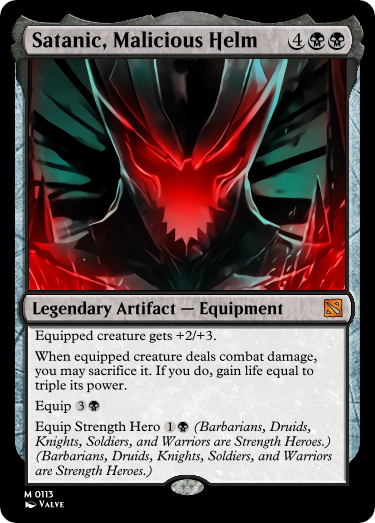 Satanic, Malicious Helm 4
Legendary Artifact — Equipment
Equipped creature gets +2/+3.
When equipped creature deals combat damage,
you may sacrifice it. If you do, gain life equal to
triple its power.
Equip 3
Equip Strength Hero 1 (Barbarians, Druids,
Knights, Soldiers, and Warriors are Strength Heroes.)
(Barbarians, Druids, Knights, Soldiers, and Warriors
are Strength Heroes.)
M 0113
Valve